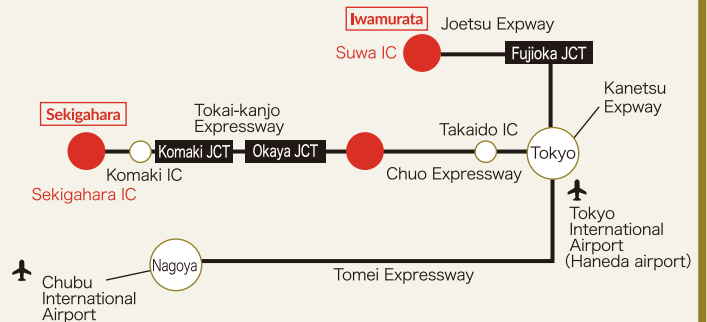 Iwamurata
Joetsu Expway
Suwa IC
Fujioka JCT
Kanetsu
Expway
Sekigahara
Tokai-kanjo
Expressway
Takaido IC
Komaki JCT
Okaya JCT
Tokyo
Komaki IC
Chuo Expressway
Sekigahara IC
Tokyo
International
Airport
(Haneda airport)
Nagoya
Tomei Expressway
Chubu
International
Airport